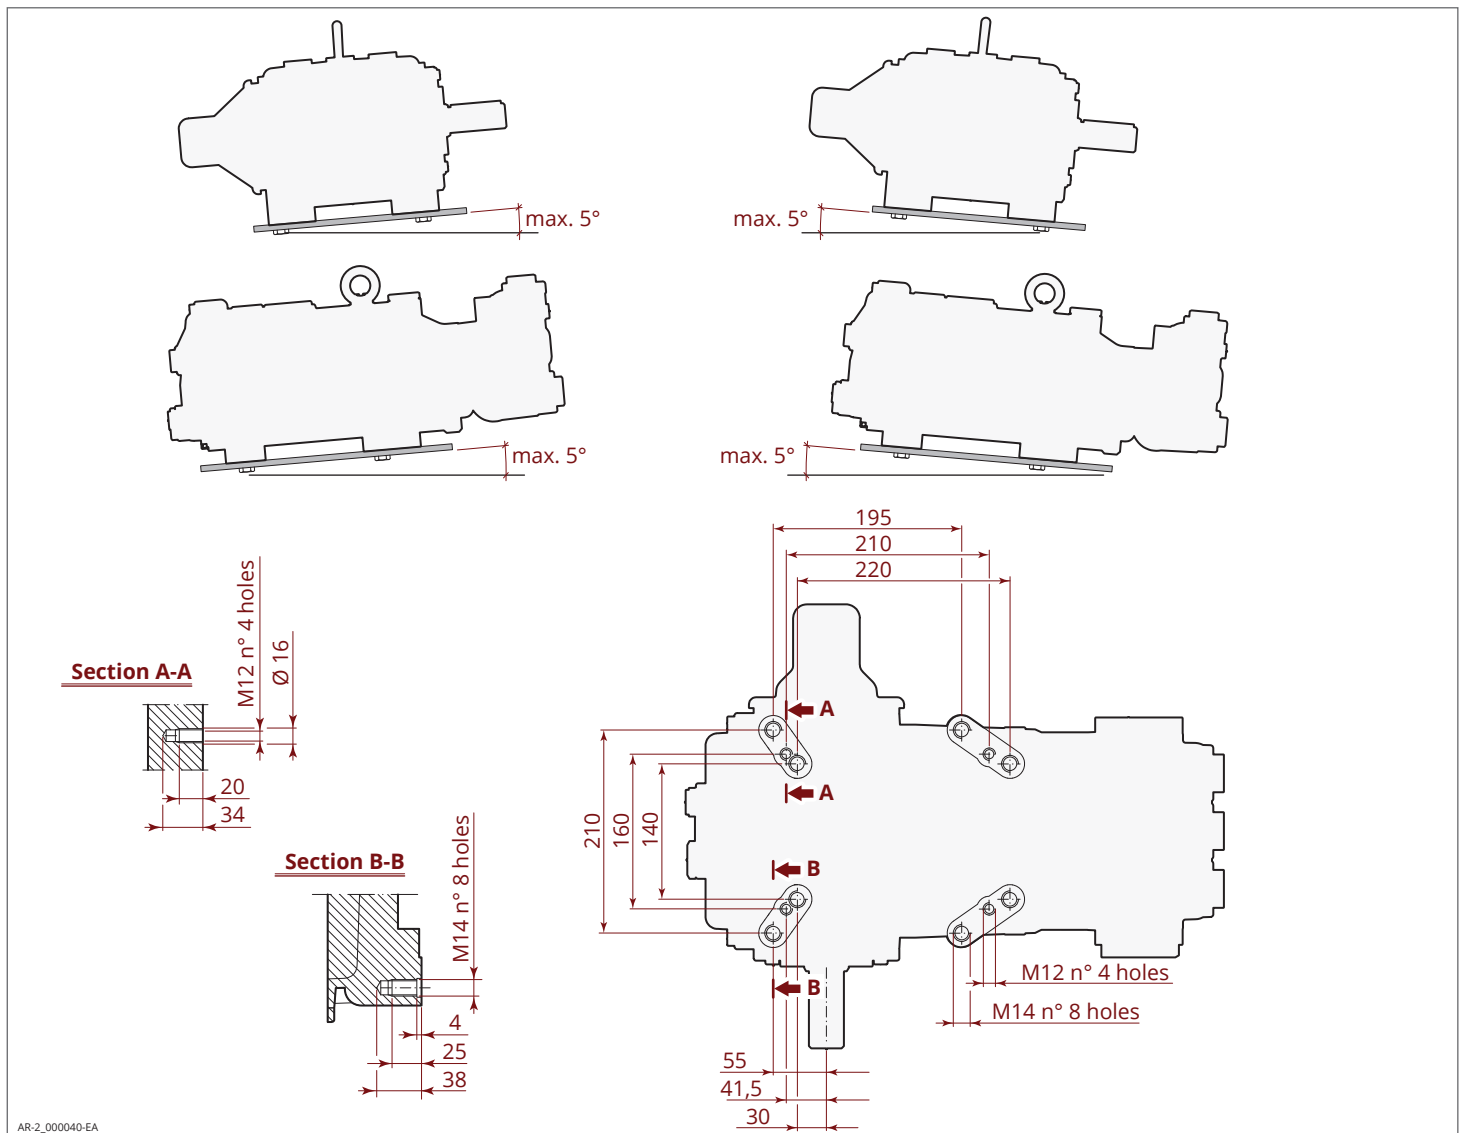 max. 5°
max. 5°
max. 5°
max. 5°
195
210
220
M12 n° 4 holes
Ø 16
Section A-A
20
34
A
A
210
160
140
B
B
Section B-B
M14 n° 8 holes
4
25
38
M12 n° 4 holes
M14 n° 8 holes
55
41,5
30
AR-2_000040-EA